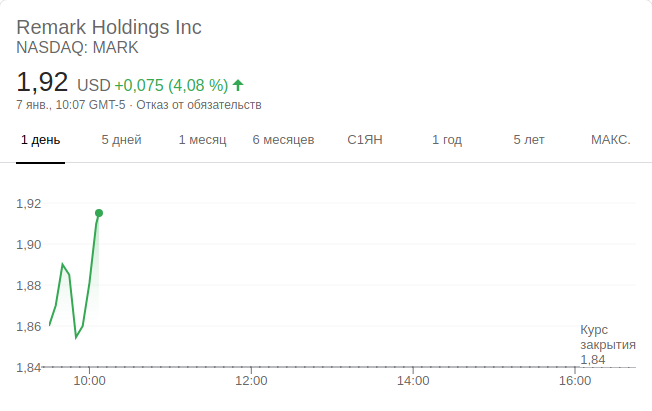 Remark Holdings Inc
NASDAQ: MARK
1,92 USD +0,075 (4,08 %)
7 янв., 10:07 GMT-5 · Отказ от обязательств
1 день 5 дней 1 месяц 6 месяцев С1ЯН 1 год 5 лет МАКС.
1,92
1,90
1,88
1,86
1,84
Курс
закрытия
1,84
10:00 12:00 14:00 16:00